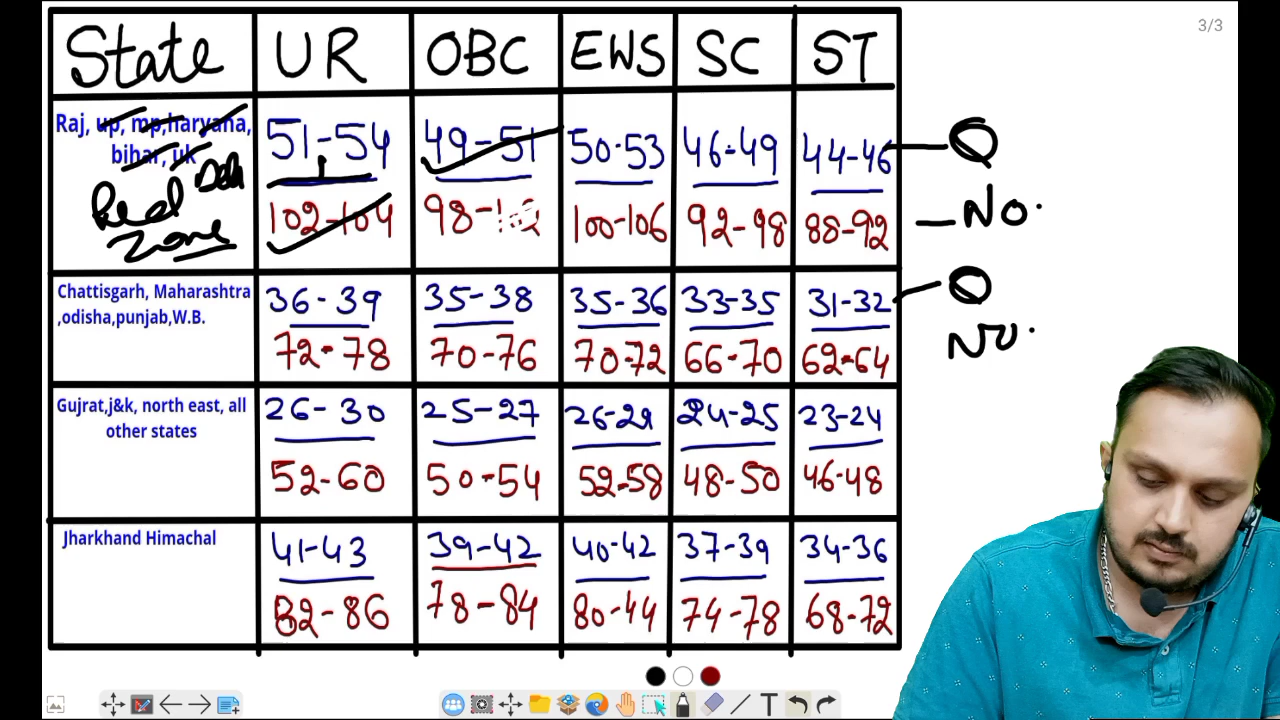 3/3
State UR OBC EWS SC ST
Raj, up, mp,haryana,
bihar, uk
Red
Zone
51-54 49-51 50-53 46-49 44-46 Q
102-104 98- 100-106 92-98 88-92 - No.
Chattisgarh, Maharashtra
,odisha,punjab,W.B.
36-39 35-38 35-36 33-35 31-32 Q
72-78 70-76 70-72 66-70 62-64 No.
Gujrat,j&k, north east, all
other states
26-30 25-27 26-29 24-25 23-24
52-60 50-54 52-58 48-50 46-48
Jharkhand Himachal
41-43 39-42 40-42 37-39 34-36
82-86 78-84 80-44 74-78 68-72